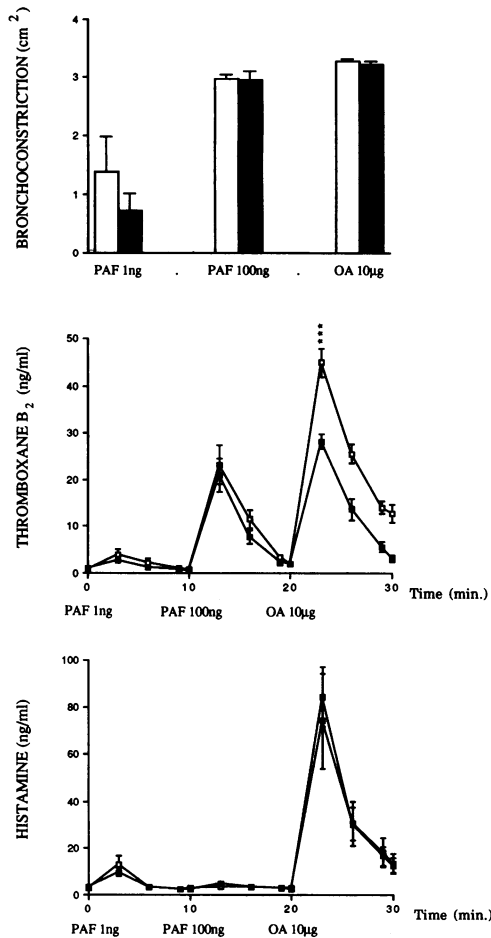 BRONCHOCONSTRICTION (cm 2)
4
3
2
1
0
PAF 1ng . PAF 100ng . OA 10µg
THROMBOXANE B2 (ng/ml)
50
40
30
20
10
0
***
0 10 20 30
Time (min.)
PAF 1ng PAF 100ng OA 10µg
HISTAMINE (ng/ml)
100
80
60
40
20
0
0 10 20 30
Time (min.)
PAF 1ng PAF 100ng OA 10µg